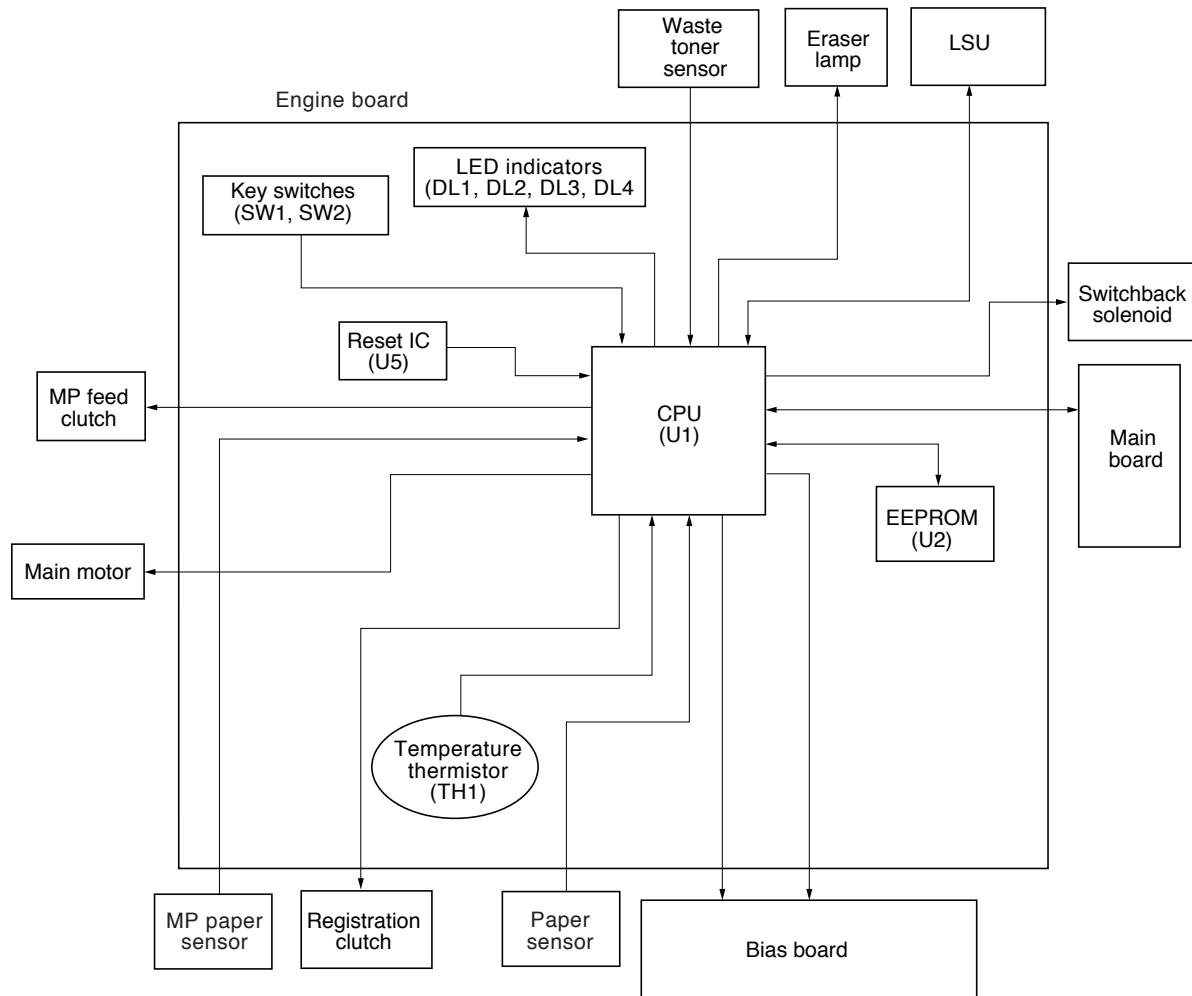 Waste
toner
sensor
Eraser
lamp
LSU
Engine board
LED indicators
(DL1, DL2, DL3, DL4
Key switches
(SW1, SW2)
Switchback
solenoid
Reset IC
(U5)
MP feed
clutch
CPU
(U1)
Main
board
EEPROM
(U2)
Main motor
Temperature
thermistor
(TH1)
MP paper
sensor
Registration
clutch
Paper
sensor
Bias board